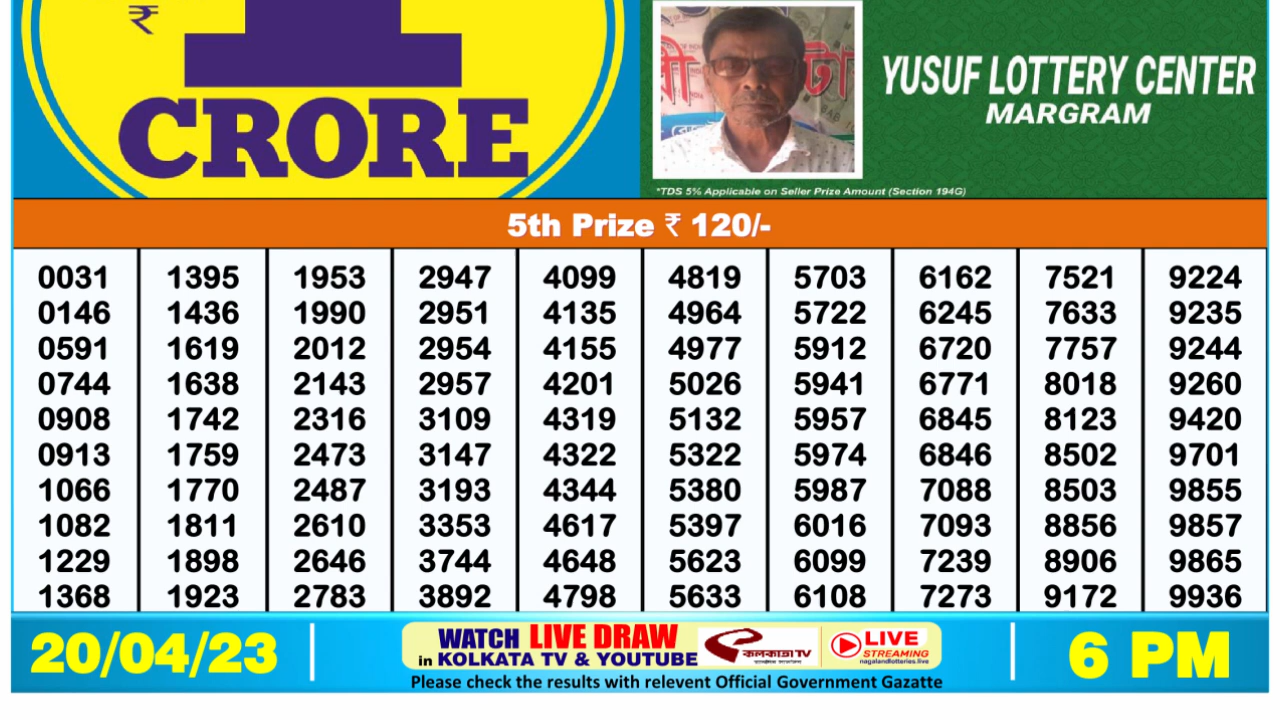 ₹
CRORE
YUSUF LOTTERY CENTER
MARGRAM
*TDS 5% Applicable on Seller Prize Amount (Section 194G)
5th Prize ₹ 120/-
0031 1395 1953 2947 4099 4819 5703 6162 7521 9224
0146 1436 1990 2951 4135 4964 5722 6245 7633 9235
0591 1619 2012 2954 4155 4977 5912 6720 7757 9244
0744 1638 2143 2957 4201 5026 5941 6771 8018 9260
0908 1742 2316 3109 4319 5132 5957 6845 8123 9420
0913 1759 2473 3147 4322 5322 5974 6846 8502 9701
1066 1770 2487 3193 4344 5380 5987 7088 8503 9855
1082 1811 2610 3353 4617 5397 6016 7093 8856 9857
1229 1898 2646 3744 4648 5623 6099 7239 8906 9865
1368 1923 2783 3892 4798 5633 6108 7273 9172 9936
20/04/23
WATCH LIVE DRAW
in KOLKATA TV & YOUTUBE
কলকাতা TV
LIVE
STREAMING
nagalandlotteries.live
Please check the results with relevent Official Government Gazatte
6 PM